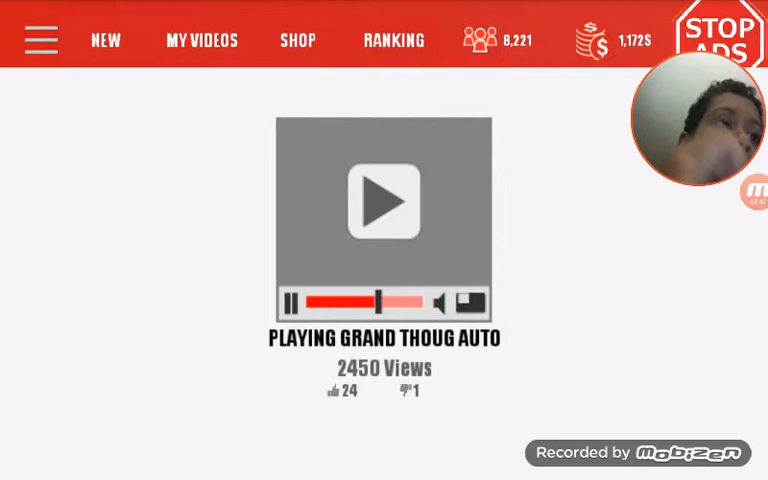 NEW MY VIDEOS SHOP RANKING 8,221 1,172$ STOP ADS
PLAYING GRAND THOUG AUTO
2450 Views
24 1
Recorded by mobizen